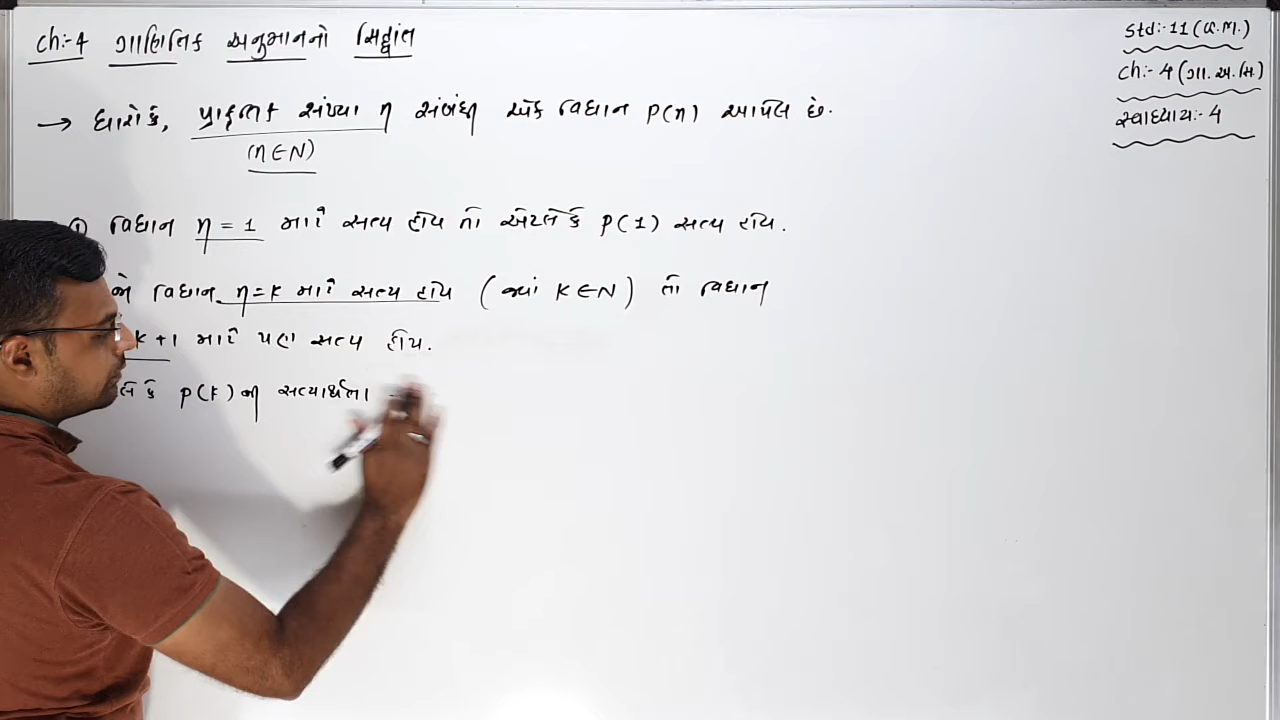 ch:- 4 ગાણિતિક અનુમાનનો સિદ્ધાંત
→ ધારોકે, પ્રાકૃતિક સંખ્યા n સંબંધી એક વિધાન P(n) આપેલ છે.
(n∈N)
① વિધાન n = 1 માટે સત્ય હોય તો એટલેકે P(1) સત્ય હોય.
જો વિધાન n=k માટે સત્ય હોય (જ્યાં K∈N) તો વિધાન
k+1 માટે પણ સત્ય હોય.
લે કે P(k) ની સત્યાર્થતા
Std:- 11 (G.M.)
Ch:- 4 (ગા. અ. સિ.)
સ્વાધ્યાય:- 4